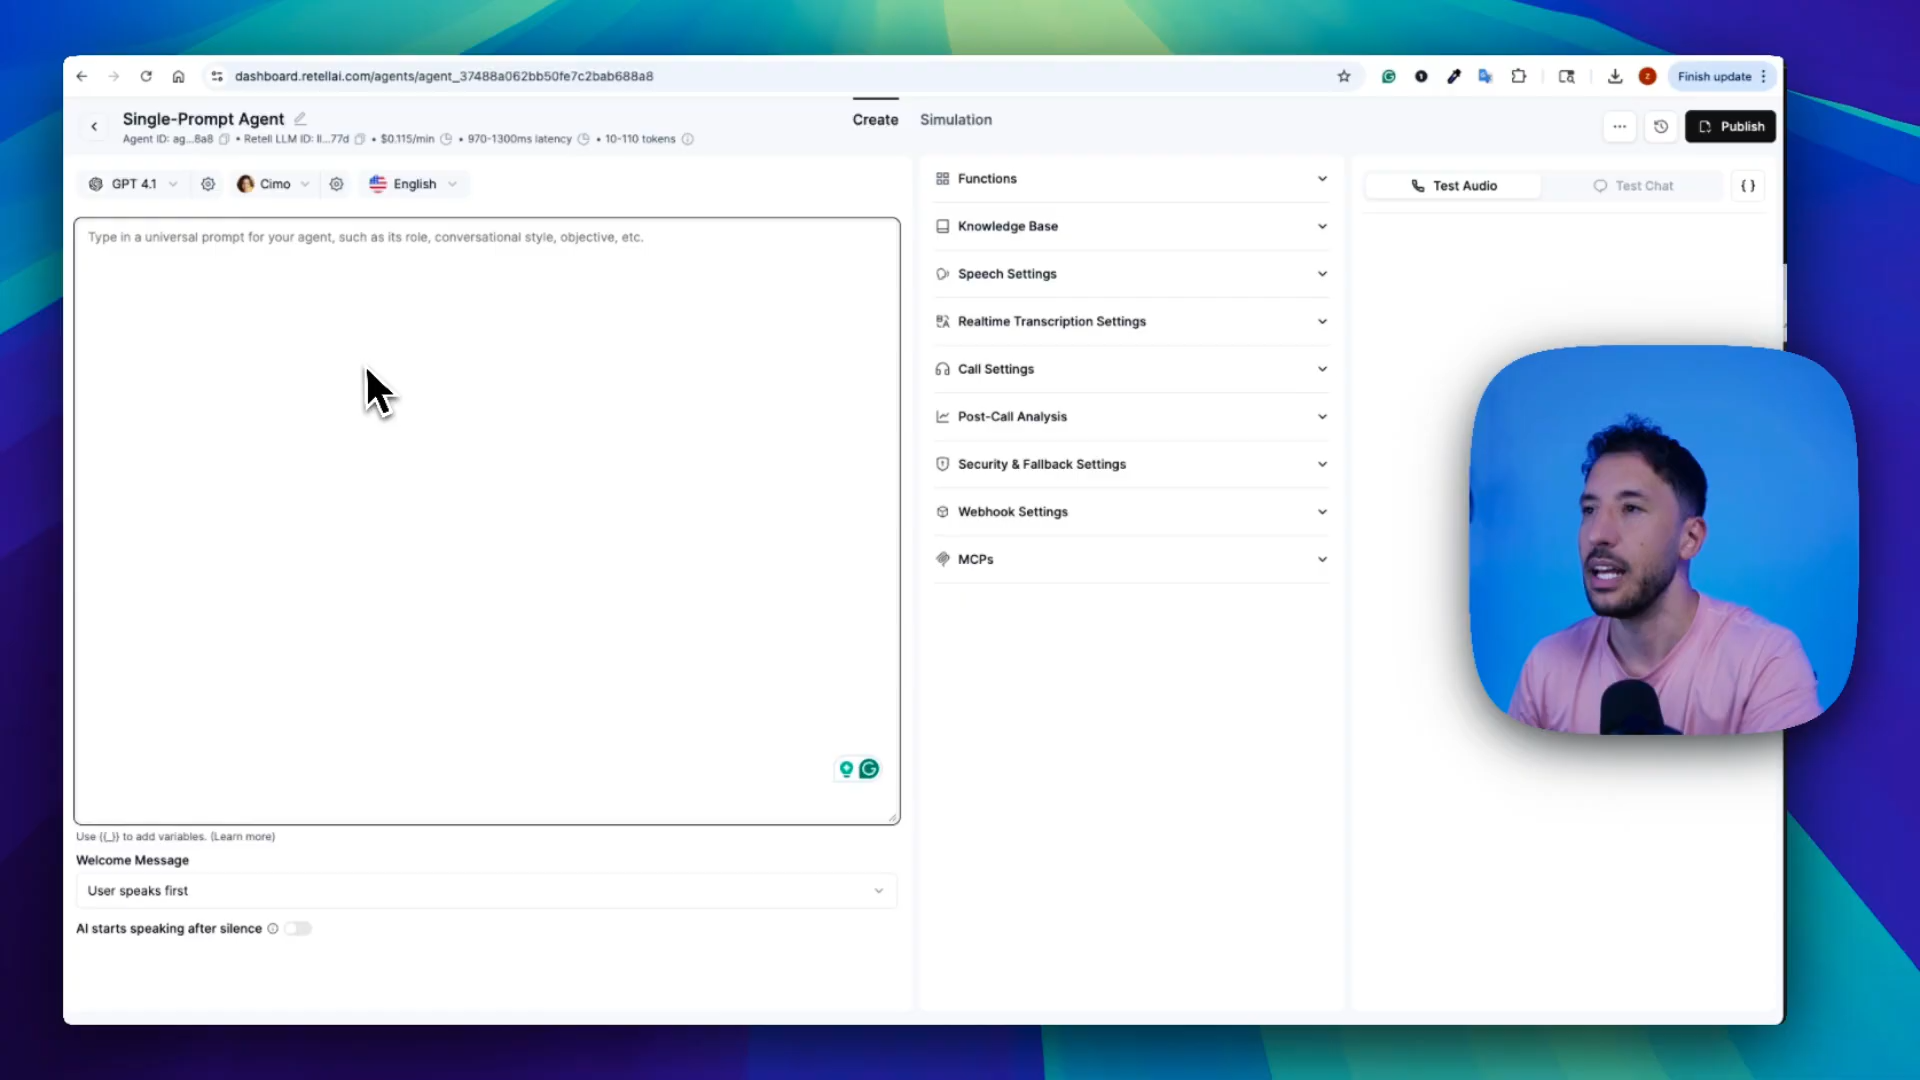 dashboard.retellai.com/agents/agent_37488a062bb50fe7c2bab688a8
Finish update
Single-Prompt Agent
Agent ID: ag...8a8 • Retell LLM ID: ll...77d • $0.115/min • 970-1300ms latency • 10-110 tokens
Create
Simulation
Publish
GPT 4.1
Cimo
English
Type in a universal prompt for your agent, such as its role, conversational style, objective, etc.
Use {{_}} to add variables. (Learn more)
Welcome Message
User speaks first
AI starts speaking after silence
Functions
Knowledge Base
Speech Settings
Realtime Transcription Settings
Call Settings
Post-Call Analysis
Security & Fallback Settings
Webhook Settings
MCPs
Test Audio
Test Chat
{}